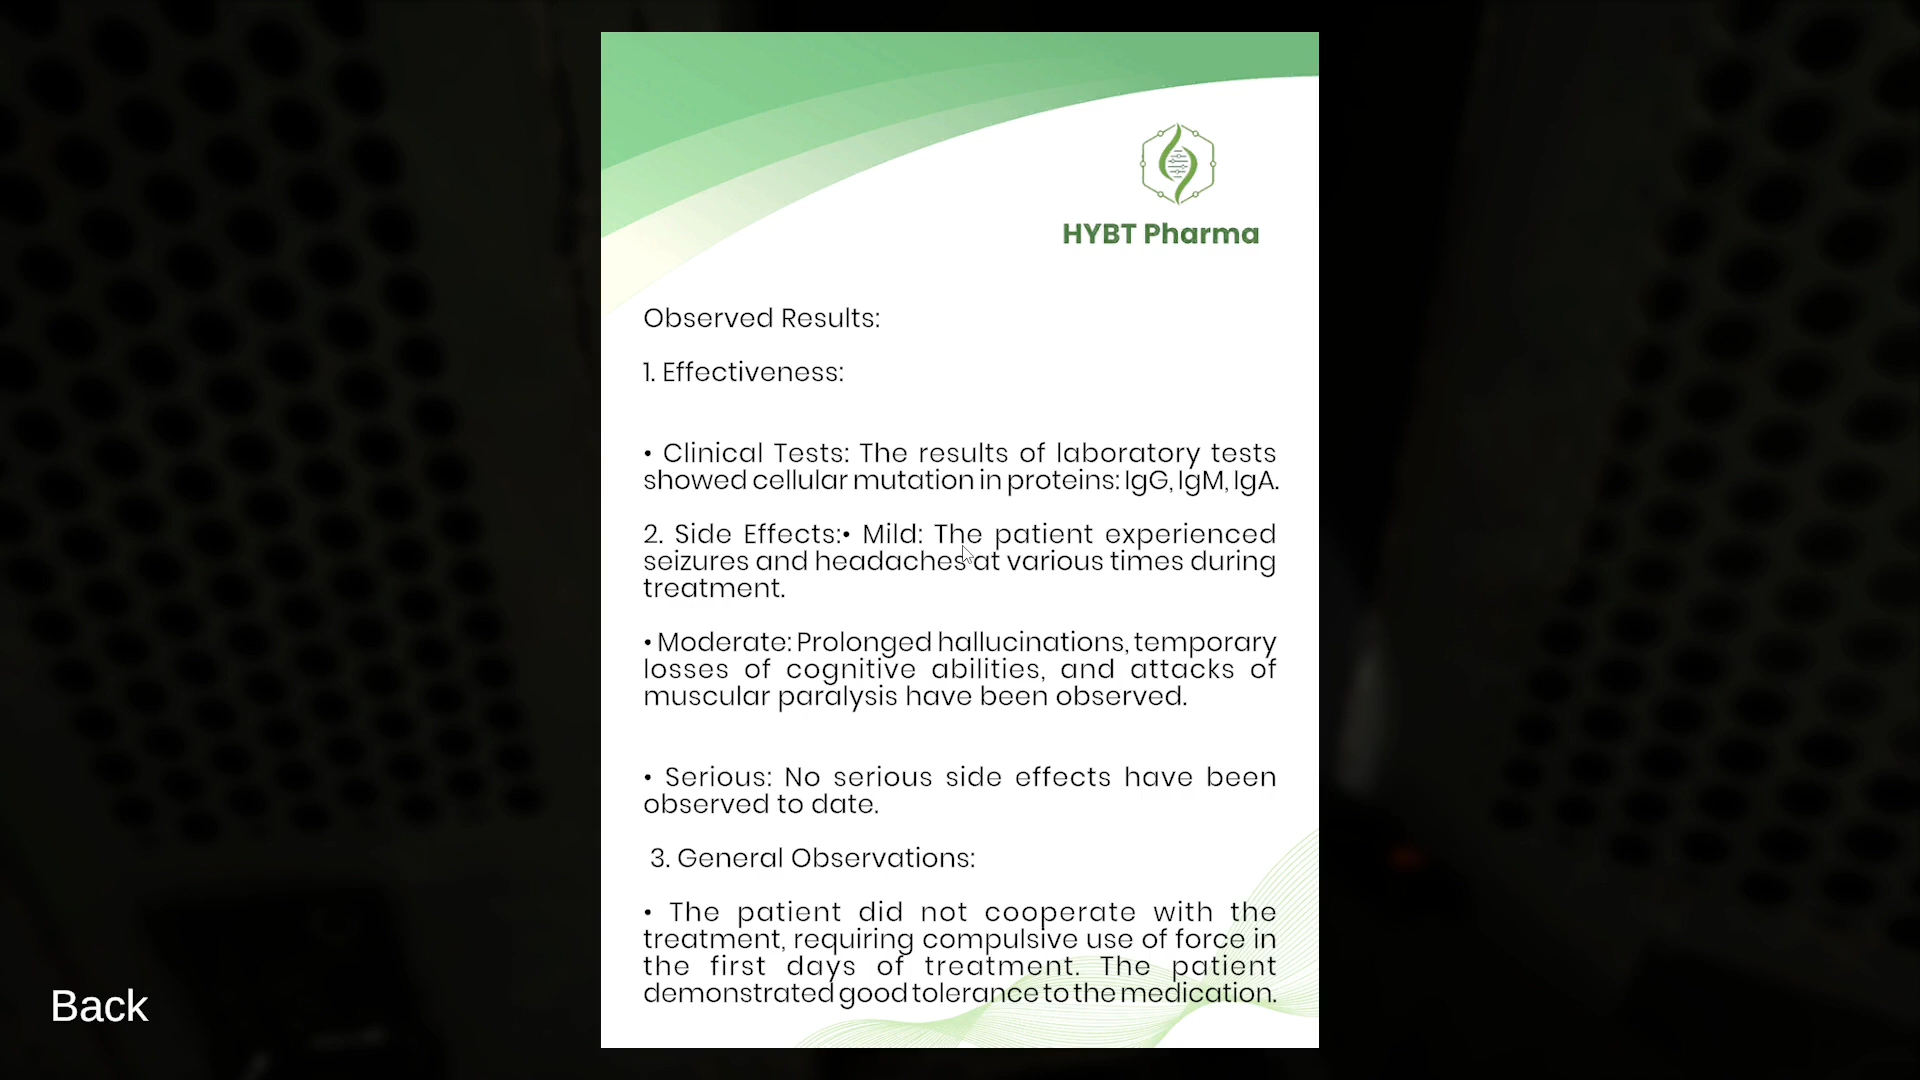 HYBT Pharma
Observed Results:
1. Effectiveness:
• Clinical Tests: The results of laboratory tests
showed cellular mutation in proteins: IgG, IgM, IgA.
2. Side Effects:• Mild: The patient experienced
seizures and headaches at various times during
treatment.
• Moderate: Prolonged hallucinations, temporary
losses of cognitive abilities, and attacks of
muscular paralysis have been observed.
• Serious: No serious side effects have been
observed to date.
3. General Observations:
• The patient did not cooperate with the
treatment, requiring compulsive use of force in
the first days of treatment. The patient
demonstrated good tolerance to the medication.
Back